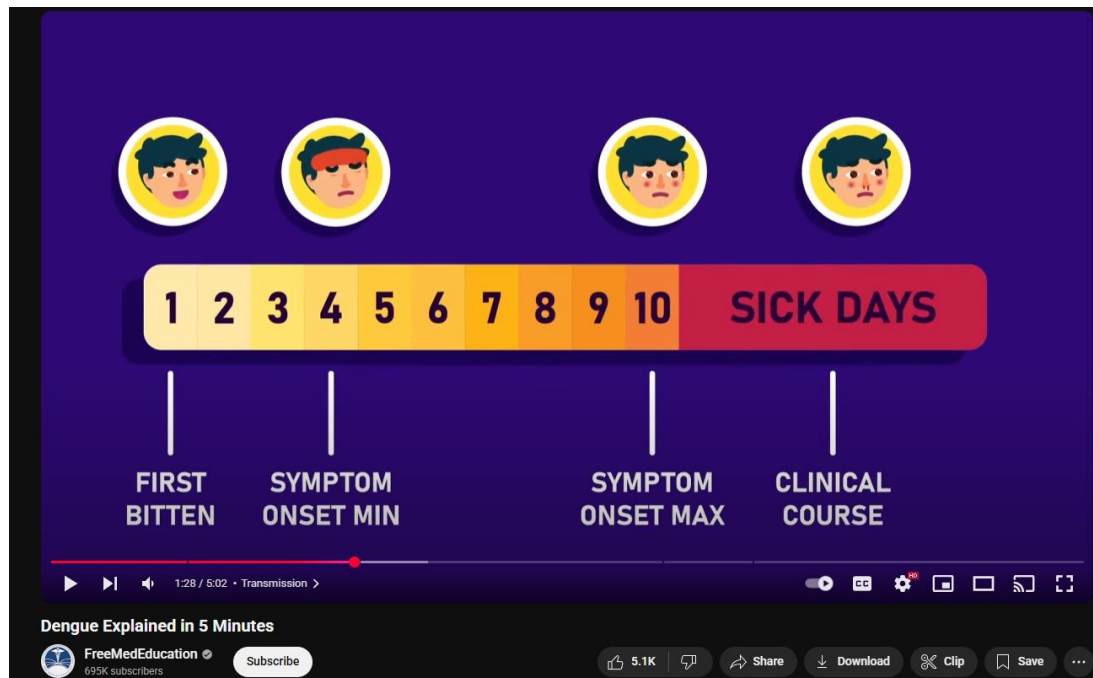 1 2 3 4 5 6 7 8 9 10 SICK DAYS
FIRST
BITTEN
SYMPTOM
ONSET MIN
SYMPTOM
ONSET MAX
CLINICAL
COURSE
1:28 / 5:02 • Transmission >
CC
HD
Dengue Explained in 5 Minutes
FreeMedEducation
695K subscribers
Subscribe
5.1K
Share
Download
Clip
Save